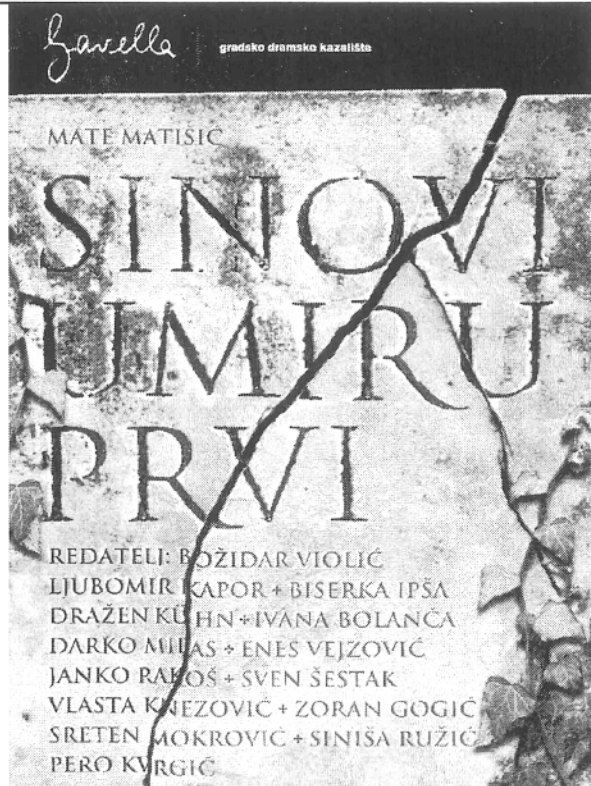 Gavella
gradsko dramsko kazalište
MATE MATIŠIĆ
SINOVI
UMIRU
PRVI
REDATELJ: BOŽIDAR VIOLIĆ
LJUBOMIR KAPOR + BISERKA IPŠA
DRAŽEN KÜHN + IVANA BOLANČA
DARKO MILAS + ENES VEJZOVIĆ
JANKO RAKOŠ + SVEN ŠESTAK
VLASTA KNEZOVIĆ + ZORAN GOGIĆ
SRETEN MOKROVIĆ + SINIŠA RUŽIĆ
PERO KVRGIĆ